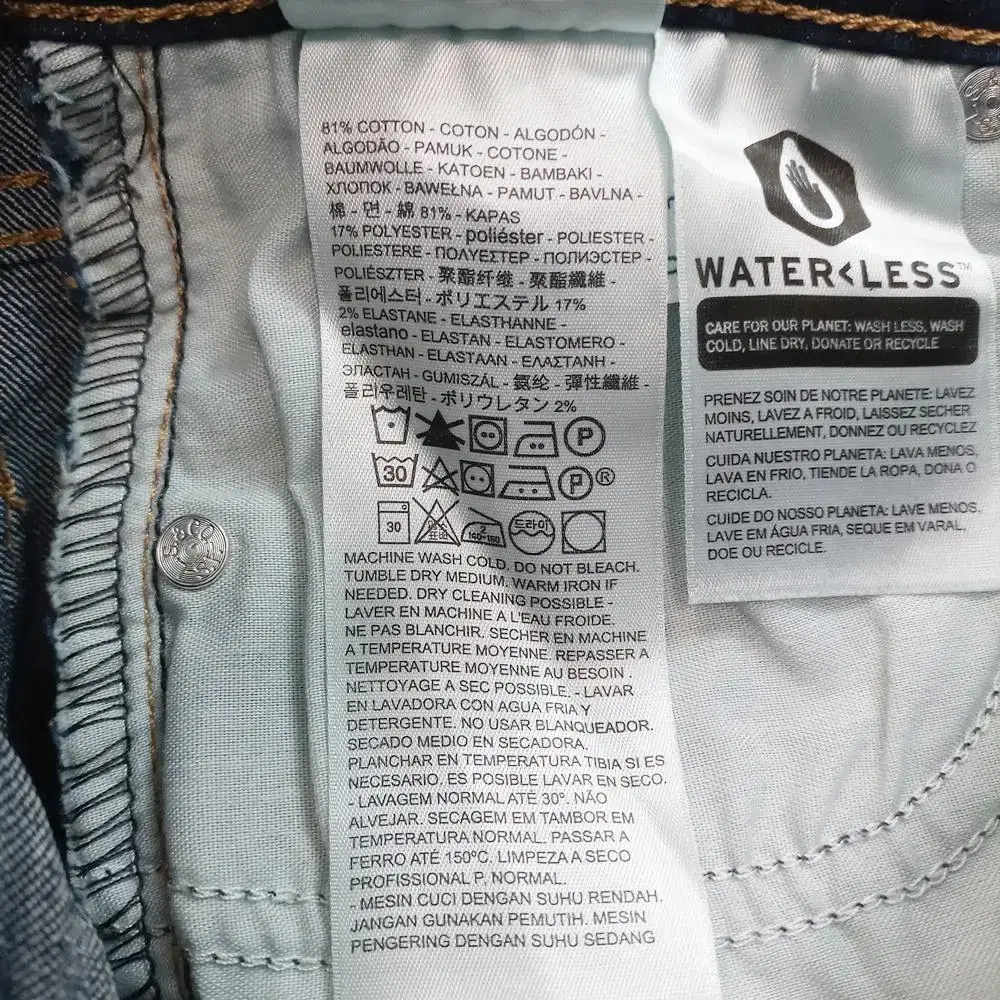 81% COTTON - COTON - ALGODÓN -
ALGODÃO - PAMUK - COTONE -
BAUMWOLLE - KATOEN - BAMBAKI -
ХЛОПОК - BAWEŁNA - PAMUT - BAVLNA -
棉 - 면 - 綿 81% - KAPAS
17% POLYESTER - poliéster - POLIESTER -
POLIESTERE - ΠΟΛΥΕΣΤΕΡ - ПОЛИЭСТЕР -
POLIÉSZTER - 聚酯纤维 - 聚酯纖維 -
폴리에스터 - ポリエステル 17%
2% ELASTANE - ELASTHANNE -
elastano - ELASTAN - ELASTOMERO -
ELASTHAN - ELASTAAN - ΕΛΑΣΤΑΝΗ -
ЭЛАСТАН - GUMISZÁL - 氨纶 - 彈性纖維 -
폴리우레탄 - ポリウレタン 2%
P
30 P®
30 2 140~160 드라이
MACHINE WASH COLD. DO NOT BLEACH.
TUMBLE DRY MEDIUM. WARM IRON IF
NEEDED. DRY CLEANING POSSIBLE -
LAVER EN MACHINE A L'EAU FROIDE.
NE PAS BLANCHIR. SECHER EN MACHINE
A TEMPERATURE MOYENNE. REPASSER A
TEMPERATURE MOYENNE AU BESOIN.
NETTOYAGE A SEC POSSIBLE. - LAVAR
EN LAVADORA CON AGUA FRIA Y
DETERGENTE. NO USAR BLANQUEADOR.
SECADO MEDIO EN SECADORA.
PLANCHAR EN TEMPERATURA TIBIA SI ES
NECESARIO. ES POSIBLE LAVAR EN SECO.
- LAVAGEM NORMAL ATÉ 30º. NÃO
ALVEJAR. SECAGEM EM TAMBOR EM
TEMPERATURA NORMAL. PASSAR A
FERRO ATÉ 150ºC. LIMPEZA A SECO
PROFISSIONAL P. NORMAL.
- MESIN CUCI DENGAN SUHU RENDAH.
JANGAN GUNAKAN PEMUTIH. MESIN
PENGERING DENGAN SUHU SEDANG
WATER<LESS™
CARE FOR OUR PLANET: WASH LESS, WASH
COLD, LINE DRY, DONATE OR RECYCLE
PRENEZ SOIN DE NOTRE PLANETE: LAVEZ
MOINS, LAVEZ A FROID, LAISSEZ SECHER
NATURELLEMENT, DONNEZ OU RECYCLEZ
CUIDA NUESTRO PLANETA: LAVA MENOS,
LAVA EN FRIO, TIENDE LA ROPA, DONA O
RECICLA.
CUIDE DO NOSSO PLANETA: LAVE MENOS,
LAVE EM ÁGUA FRIA, SEQUE EM VARAL,
DOE OU RECICLE.